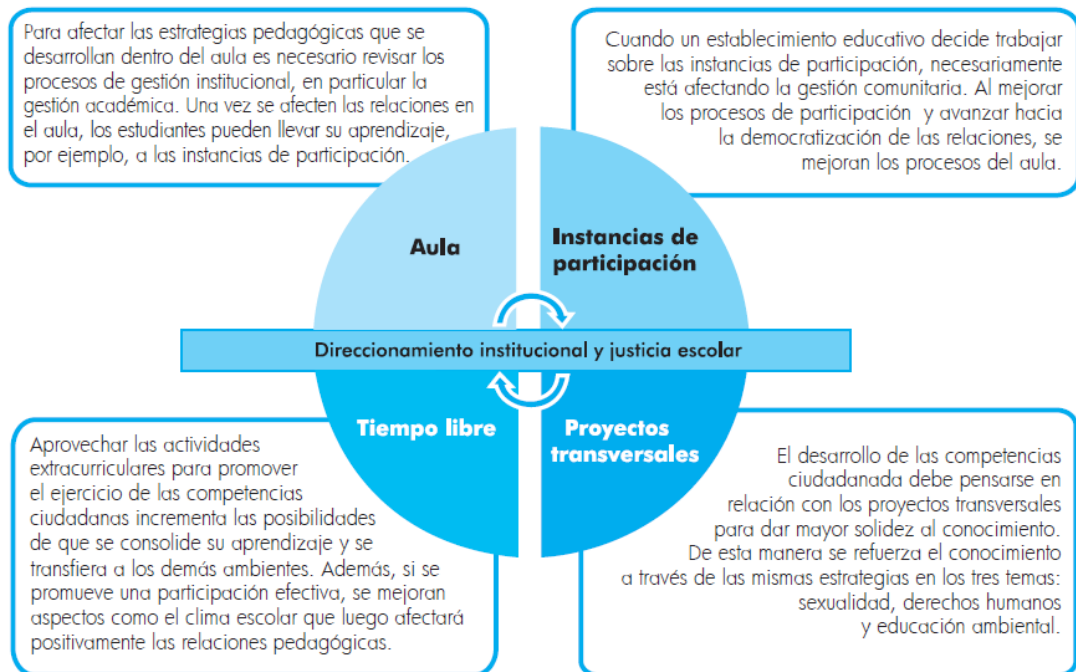 Para afectar las estrategias pedagógicas que se
desarrollan dentro del aula es necesario revisar los
procesos de gestión institucional, en particular la
gestión académica. Una vez se afecten las relaciones en
el aula, los estudiantes pueden llevar su aprendizaje,
por ejemplo, a las instancias de participación.
Cuando un establecimiento educativo decide trabajar
sobre las instancias de participación, necesariamente
está afectando la gestión comunitaria. Al mejorar
los procesos de participación y avanzar hacia
la democratización de las relaciones, se
mejoran los procesos del aula.
Aula
Instancias de
participación
Direccionamiento institucional y justicia escolar
Tiempo libre
Proyectos
transversales
Aprovechar las actividades
extracurriculares para promover
el ejercicio de las competencias
ciudadanas incrementa las posibilidades
de que se consolide su aprendizaje y se
transfiera a los demás ambientes. Además, si se
promueve una participación efectiva, se mejoran
aspectos como el clima escolar que luego afectará
positivamente las relaciones pedagógicas.
El desarrollo de las competencias
ciudadanada debe pensarse en
relación con los proyectos transversales
para dar mayor solidez al conocimiento.
De esta manera se refuerza el conocimiento
a través de las mismas estrategias en los tres temas:
sexualidad, derechos humanos
y educación ambiental.